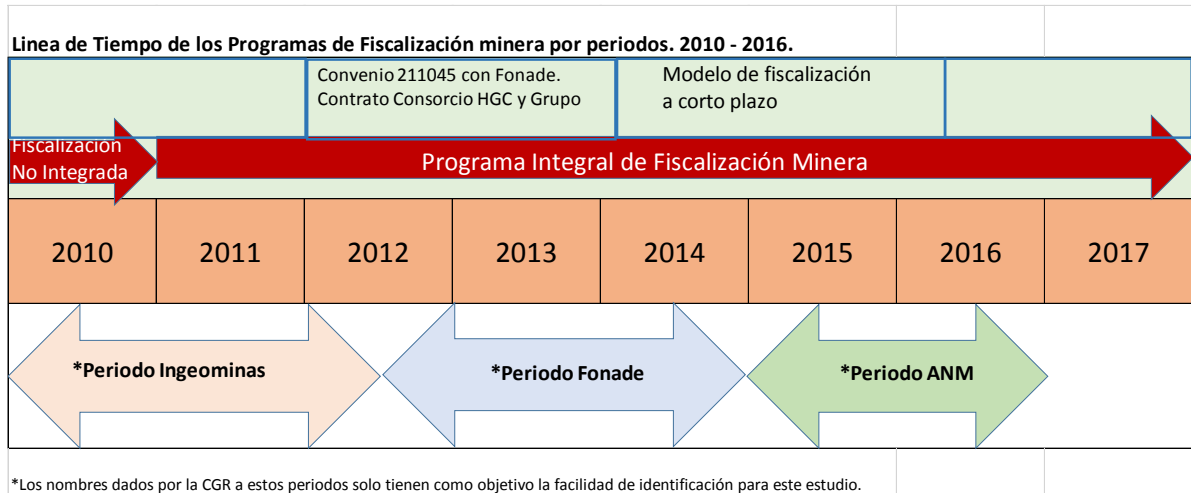 Linea de Tiempo de los Programas de Fiscalización minera por periodos. 2010 - 2016.
Convenio 211045 con Fonade.
Contrato Consorcio HGC y Grupo
Modelo de fiscalización
a corto plazo
Fiscalización
No Integrada
Programa Integral de Fiscalización Minera
2010 2011 2012 2013 2014 2015 2016 2017
*Periodo Ingeominas *Periodo Fonade *Periodo ANM
*Los nombres dados por la CGR a estos periodos solo tienen como objetivo la facilidad de identificación para este estudio.